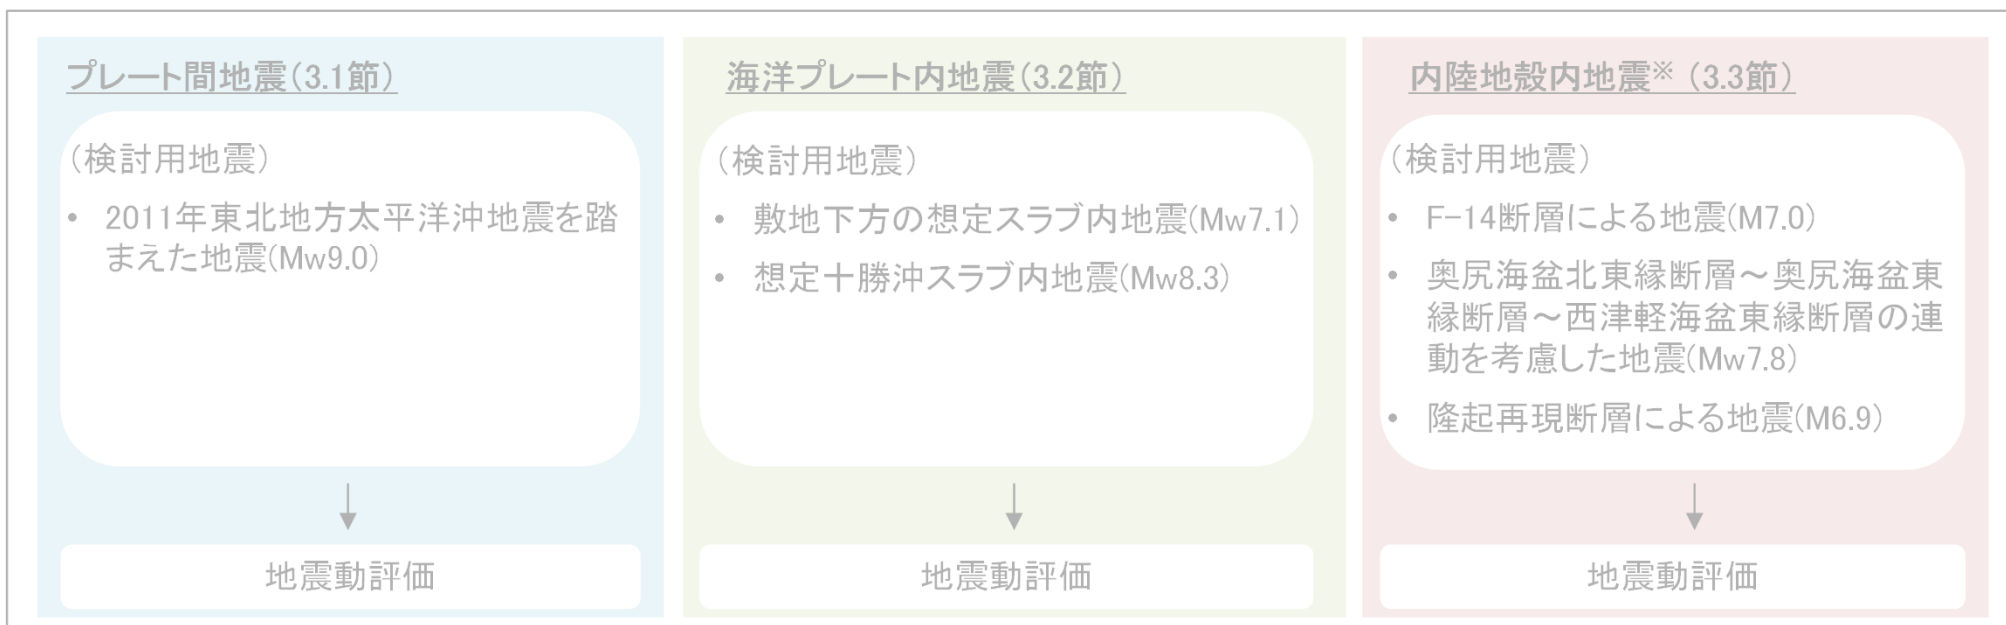 プレート間地震(3.1節)
(検討用地震)
• 2011年東北地方太平洋沖地震を踏
まえた地震(Mw9.0)
地震動評価
海洋プレート内地震(3.2節)
(検討用地震)
• 敷地下方の想定スラブ内地震(Mw7.1)
• 想定十勝沖スラブ内地震(Mw8.3)
地震動評価
内陸地殻内地震※ (3.3節)
(検討用地震)
• F-14断層による地震(M7.0)
• 奥尻海盆北東縁断層～奥尻海盆東
縁断層～西津軽海盆東縁断層の連
動を考慮した地震(Mw7.8)
• 隆起再現断層による地震(M6.9)
地震動評価